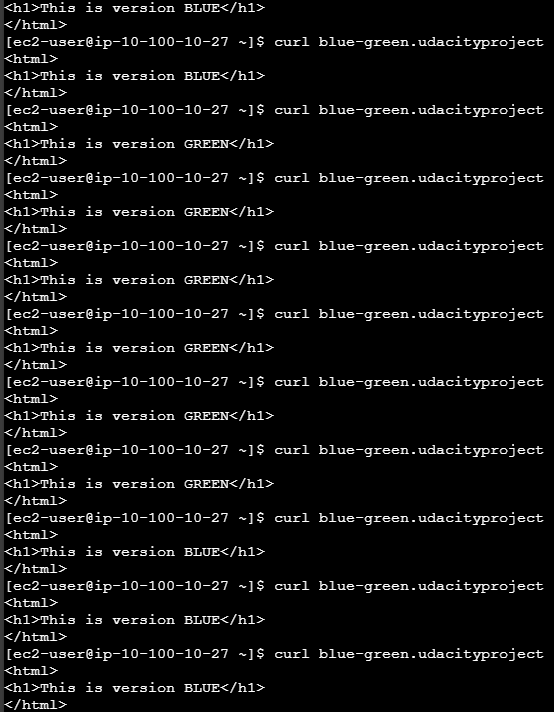 <h1>This is version BLUE</h1>
</html>
[ec2-user@ip-10-100-10-27 ~]$ curl blue-green.udacityproject
<html>
<h1>This is version BLUE</h1>
</html>
[ec2-user@ip-10-100-10-27 ~]$ curl blue-green.udacityproject
<html>
<h1>This is version GREEN</h1>
</html>
[ec2-user@ip-10-100-10-27 ~]$ curl blue-green.udacityproject
<html>
<h1>This is version GREEN</h1>
</html>
[ec2-user@ip-10-100-10-27 ~]$ curl blue-green.udacityproject
<html>
<h1>This is version GREEN</h1>
</html>
[ec2-user@ip-10-100-10-27 ~]$ curl blue-green.udacityproject
<html>
<h1>This is version GREEN</h1>
</html>
[ec2-user@ip-10-100-10-27 ~]$ curl blue-green.udacityproject
<html>
<h1>This is version GREEN</h1>
</html>
[ec2-user@ip-10-100-10-27 ~]$ curl blue-green.udacityproject
<html>
<h1>This is version GREEN</h1>
</html>
[ec2-user@ip-10-100-10-27 ~]$ curl blue-green.udacityproject
<html>
<h1>This is version BLUE</h1>
</html>
[ec2-user@ip-10-100-10-27 ~]$ curl blue-green.udacityproject
<html>
<h1>This is version BLUE</h1>
</html>
[ec2-user@ip-10-100-10-27 ~]$ curl blue-green.udacityproject
<html>
<h1>This is version BLUE</h1>
</html>